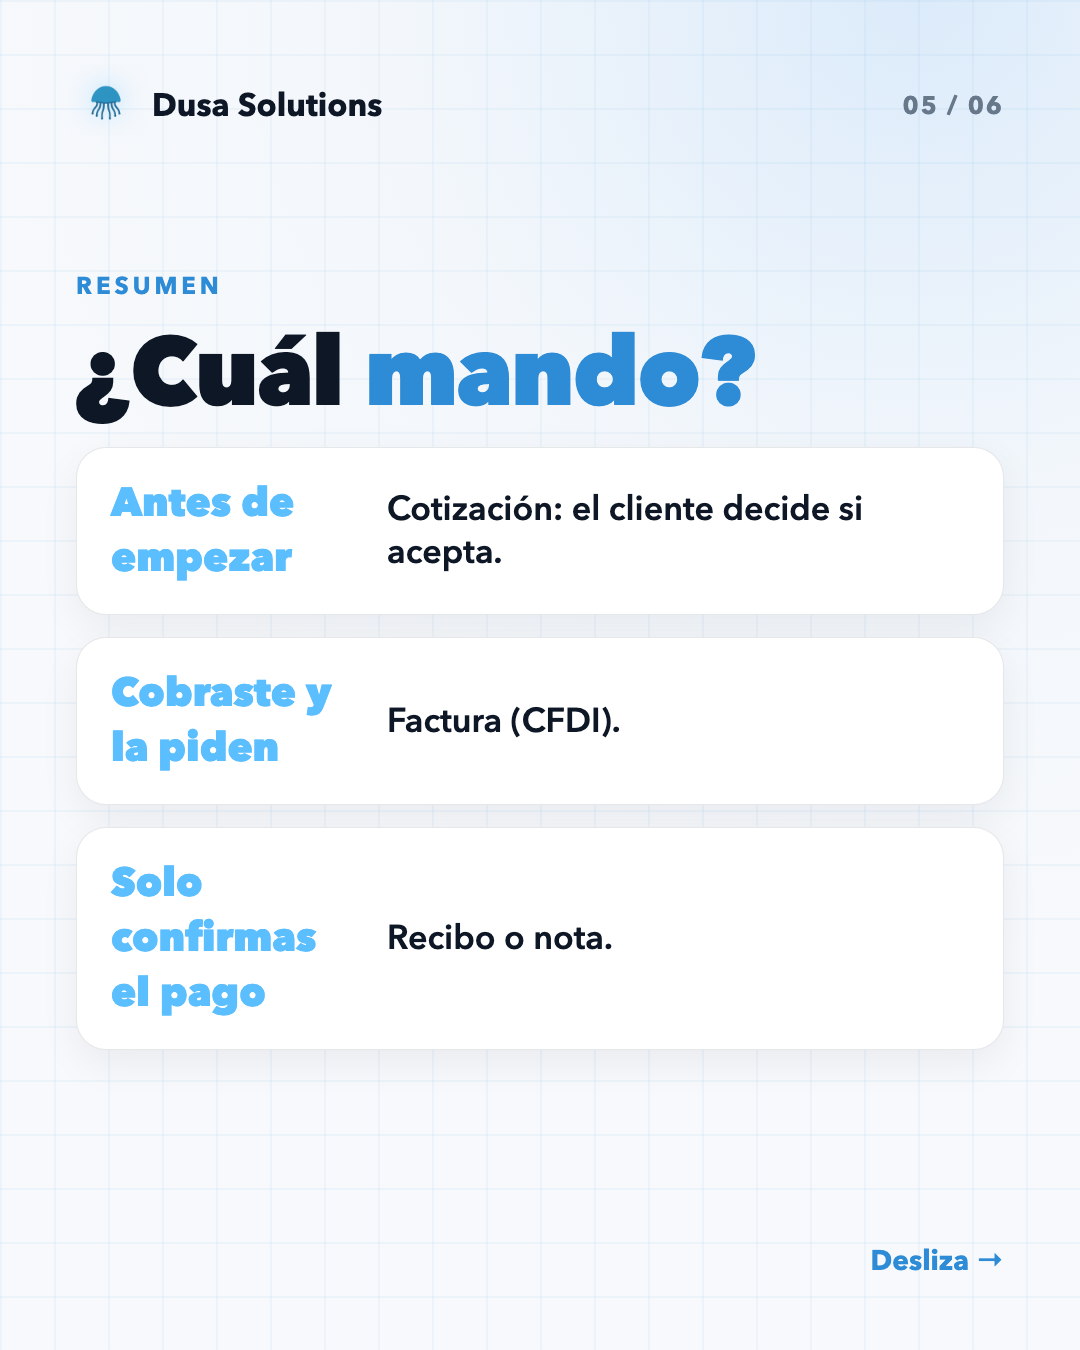 Dusa Solutions
05 / 06
RESUMEN
¿Cuál mando?
Antes de
empezar
Cotización: el cliente decide si
acepta.
Cobraste y
la piden
Factura (CFDI).
Solo
confirmas
el pago
Recibo o nota.
Desliza →